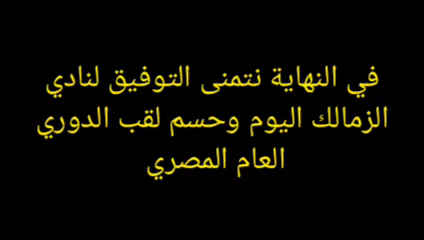 في النهاية نتمنى التوفيق لنادي
الزمالك اليوم وحسم لقب الدوري
العام المصري